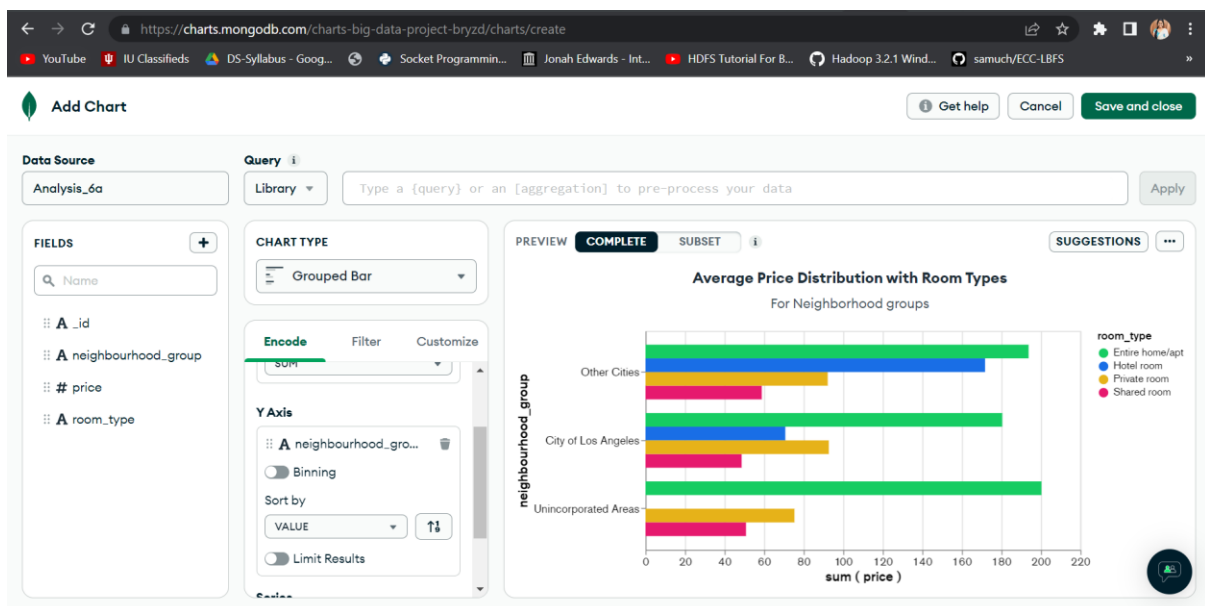 https://charts.mongodb.com/charts-big-data-project-bryzd/charts/create
YouTube IU Classifieds DS-Syllabus - Goog... Socket Programmin... Jonah Edwards - Int... HDFS Tutorial For B... Hadoop 3.2.1 Wind... samuch/ECC-LBFS »
Add Chart
Get help Cancel Save and close
Data Source
Analysis_6a
Query i
Library
Type a {query} or an [aggregation] to pre-process your data
Apply
FIELDS +
Name
A _id
A neighbourhood_group
# price
A room_type
CHART TYPE
Grouped Bar
Encode Filter Customize
SUM
Y Axis
A neighbourhood_gro...
Binning
Sort by
VALUE
Limit Results
Series
PREVIEW COMPLETE SUBSET i
SUGGESTIONS ...
Average Price Distribution with Room Types
For Neighborhood groups
neighbourhood_group
Other Cities
City of Los Angeles
Unincorporated Areas
0 20 40 60 80 100 120 140 160 180 200 220
sum ( price )
room_type
Entire home/apt
Hotel room
Private room
Shared room